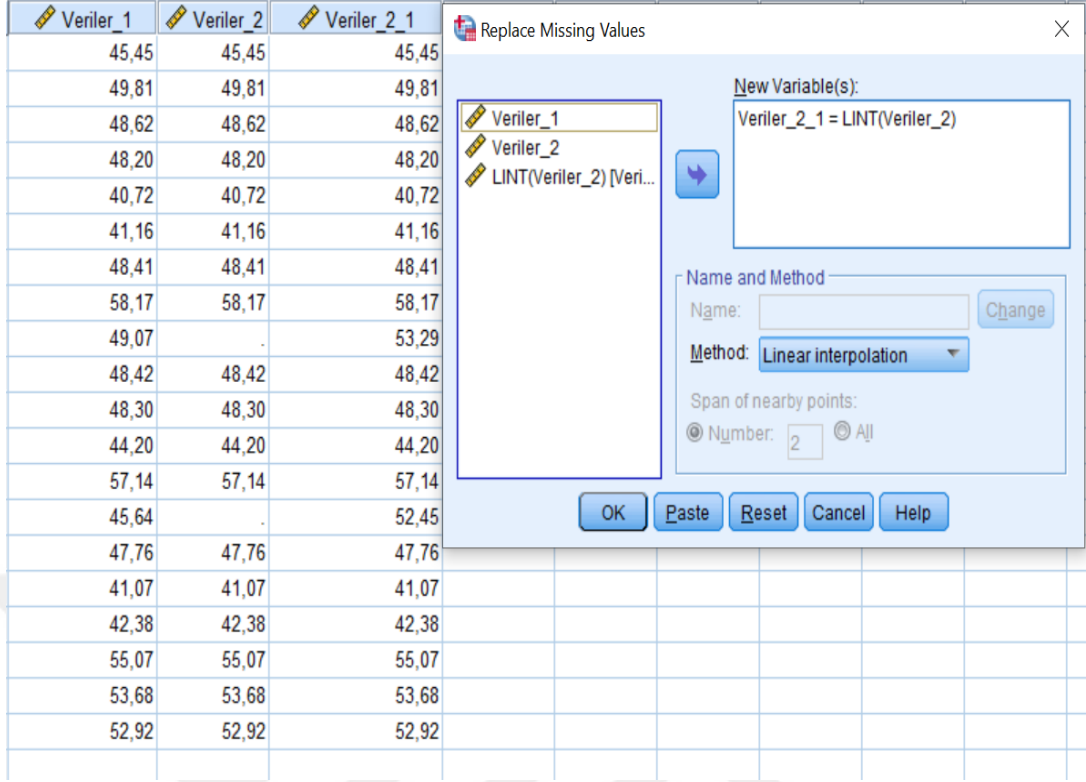 Veriler_1 Veriler_2 Veriler_2_1
45,45 45,45 45,45
49,81 49,81 49,81
48,62 48,62 48,62
48,20 48,20 48,20
40,72 40,72 40,72
41,16 41,16 41,16
48,41 48,41 48,41
58,17 58,17 58,17
49,07 . 53,29
48,42 48,42 48,42
48,30 48,30 48,30
44,20 44,20 44,20
57,14 57,14 57,14
45,64 . 52,45
47,76 47,76 47,76
41,07 41,07 41,07
42,38 42,38 42,38
55,07 55,07 55,07
53,68 53,68 53,68
52,92 52,92 52,92
Replace Missing Values
Veriler_1
Veriler_2
LINT(Veriler_2) [Veri...
New Variable(s):
Veriler_2_1 = LINT(Veriler_2)
Name and Method
Name: Change
Method: Linear interpolation
Span of nearby points:
Number: 2 All
OK Paste Reset Cancel Help